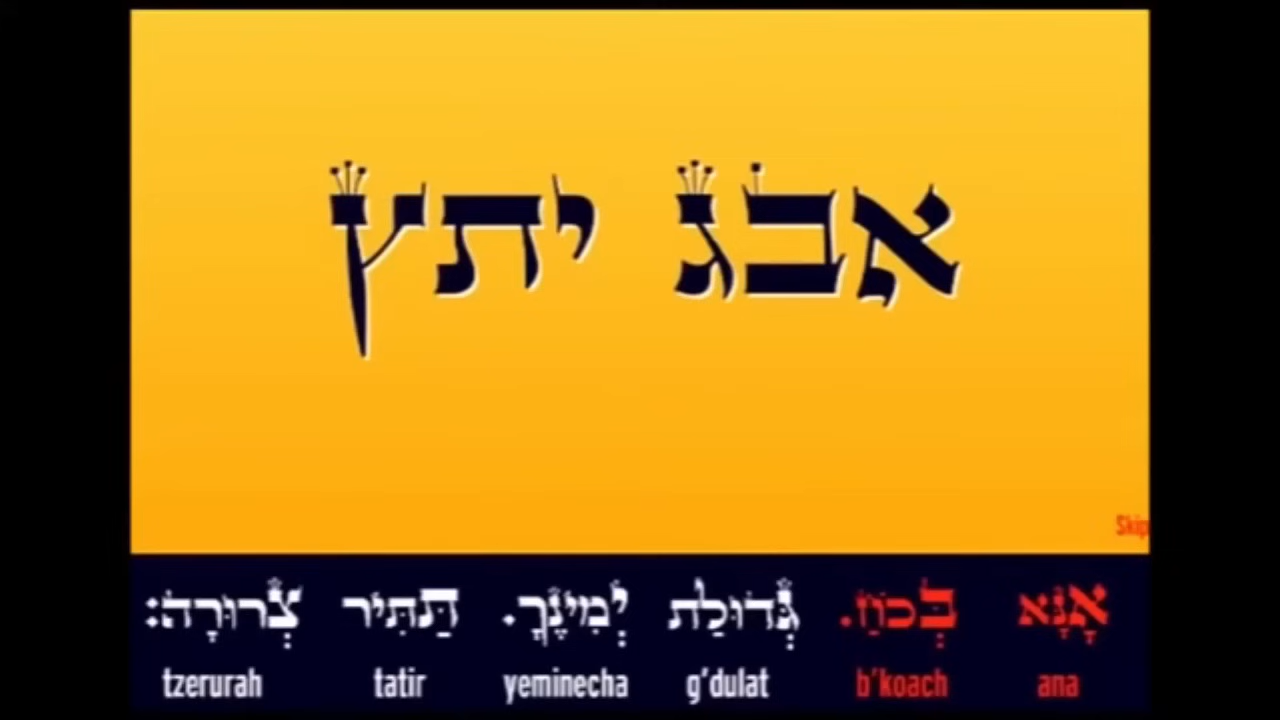 אבג יתץ
Skip
אָנָּא בְּכֹחַ. גְּדוּלַת יְמִינֶךָ. תַּתִּיר צְרוּרָה:
tzerurah tatir yeminecha g'dulat b'koach ana